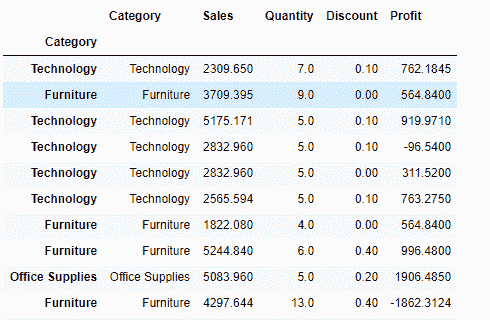 Category Sales Quantity Discount Profit
Category
Technology Technology 2309.650 7.0 0.10 762.1845
Furniture Furniture 3709.395 9.0 0.00 564.8400
Technology Technology 5175.171 5.0 0.10 919.9710
Technology Technology 2832.960 5.0 0.10 -96.5400
Technology Technology 2832.960 5.0 0.00 311.5200
Technology Technology 2565.594 5.0 0.10 763.2750
Furniture Furniture 1822.080 4.0 0.00 564.8400
Furniture Furniture 5244.840 6.0 0.40 996.4800
Office Supplies Office Supplies 5083.960 5.0 0.20 1906.4850
Furniture Furniture 4297.644 13.0 0.40 -1862.3124